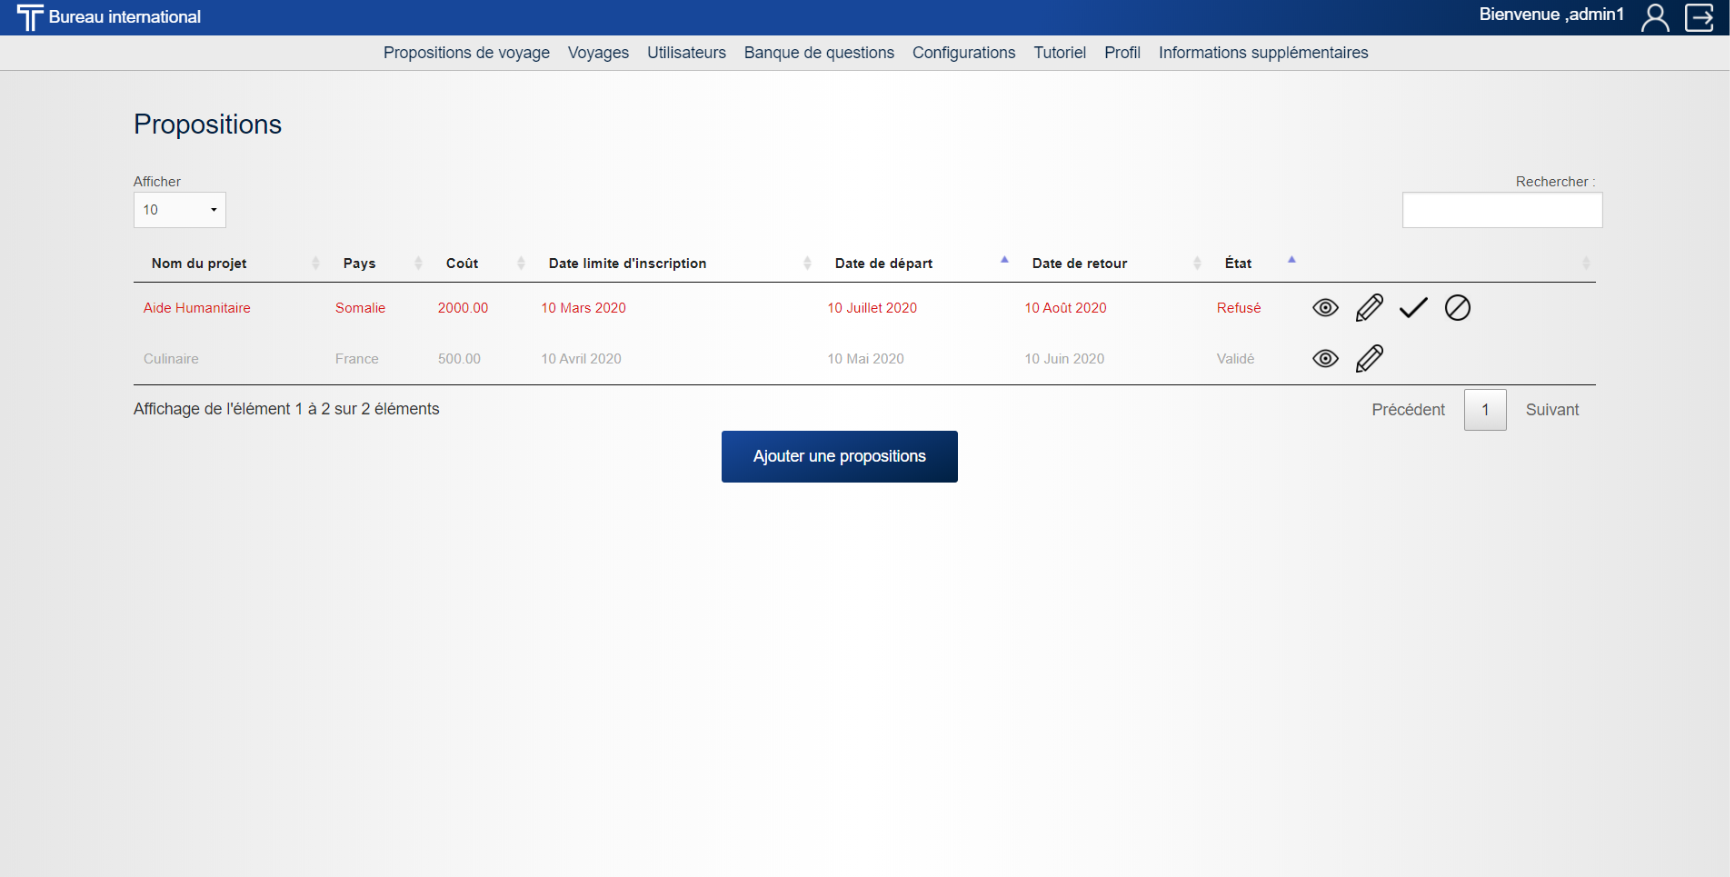 Bureau international
Bienvenue ,admin1
Propositions de voyage Voyages Utilisateurs Banque de questions Configurations Tutoriel Profil Informations supplémentaires
Propositions
Afficher
Rechercher :
10
Nom du projet Pays Coût Date limite d'inscription Date de départ Date de retour État
Aide Humanitaire Somalie 2000.00 10 Mars 2020 10 Juillet 2020 10 Août 2020 Refusé
Culinaire France 500.00 10 Avril 2020 10 Mai 2020 10 Juin 2020 Validé
Affichage de l'élément 1 à 2 sur 2 éléments
Précédent 1 Suivant
Ajouter une propositions